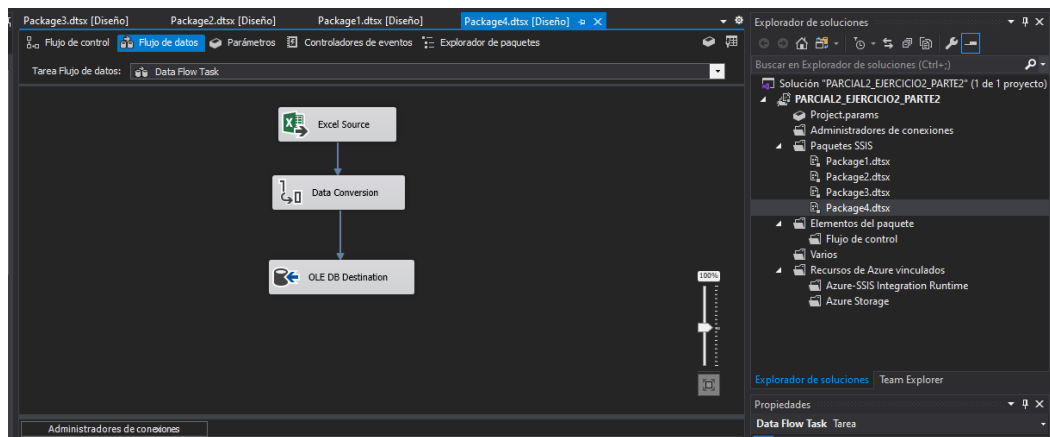 Package3.dtsx [Diseño] Package2.dtsx [Diseño] Package1.dtsx [Diseño] Package4.dtsx [Diseño]
Flujo de control Flujo de datos Parámetros Controladores de eventos Explorador de paquetes
Tarea Flujo de datos: Data Flow Task
Excel Source
Data Conversion
OLE DB Destination
100%
Administradores de conexiones
Explorador de soluciones
Buscar en Explorador de soluciones (Ctrl+;)
Solución "PARCIAL2_EJERCICIO2_PARTE2" (1 de 1 proyecto)
PARCIAL2_EJERCICIO2_PARTE2
Project.params
Administradores de conexiones
Paquetes SSIS
Package1.dtsx
Package2.dtsx
Package3.dtsx
Package4.dtsx
Elementos del paquete
Flujo de control
Varios
Recursos de Azure vinculados
Azure-SSIS Integration Runtime
Azure Storage
Explorador de soluciones Team Explorer
Propiedades
Data Flow Task Tarea